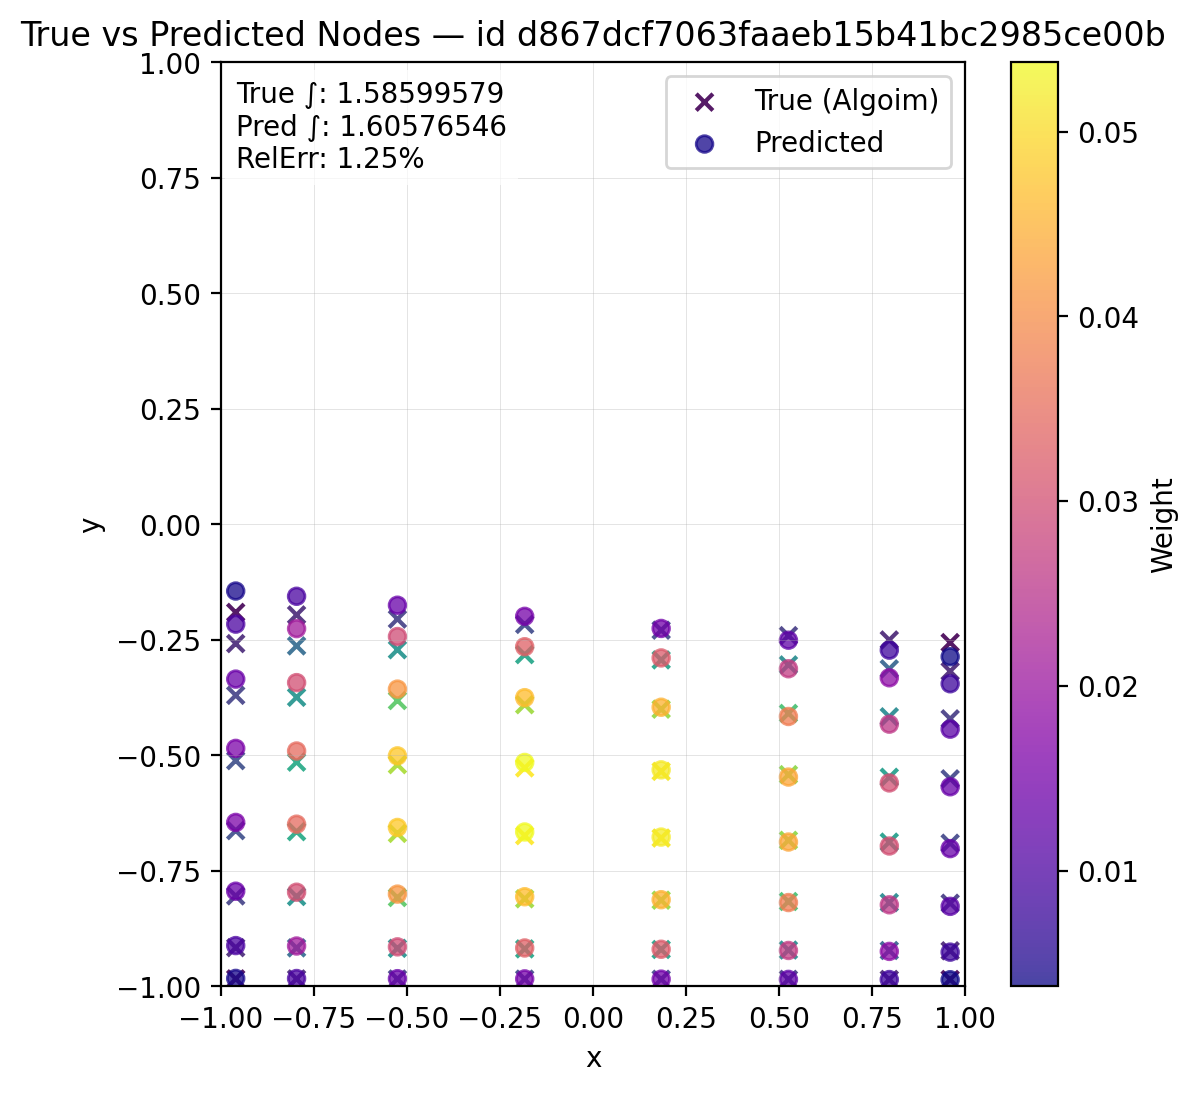 True vs Predicted Nodes — id d867dcf7063faaeb15b41bc2985ce00b
True ∫: 1.58599579
Pred ∫: 1.60576546
RelErr: 1.25%
True (Algoim)
Predicted
1.00
0.75
0.50
0.25
0.00
−0.25
−0.50
−0.75
−1.00
y
−1.00 −0.75 −0.50 −0.25 0.00 0.25 0.50 0.75 1.00
x
0.05
0.04
0.03
0.02
0.01
Weight